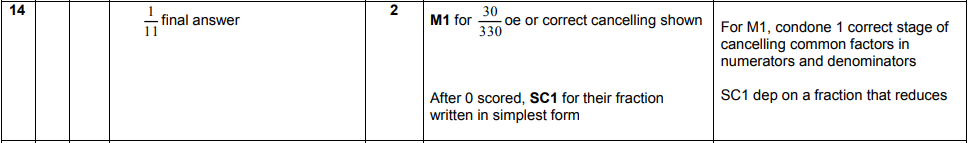 14
1/11 final answer
2
M1 for 30/330 oe or correct cancelling shown
After 0 scored, SC1 for their fraction
written in simplest form
For M1, condone 1 correct stage of
cancelling common factors in
numerators and denominators
SC1 dep on a fraction that reduces